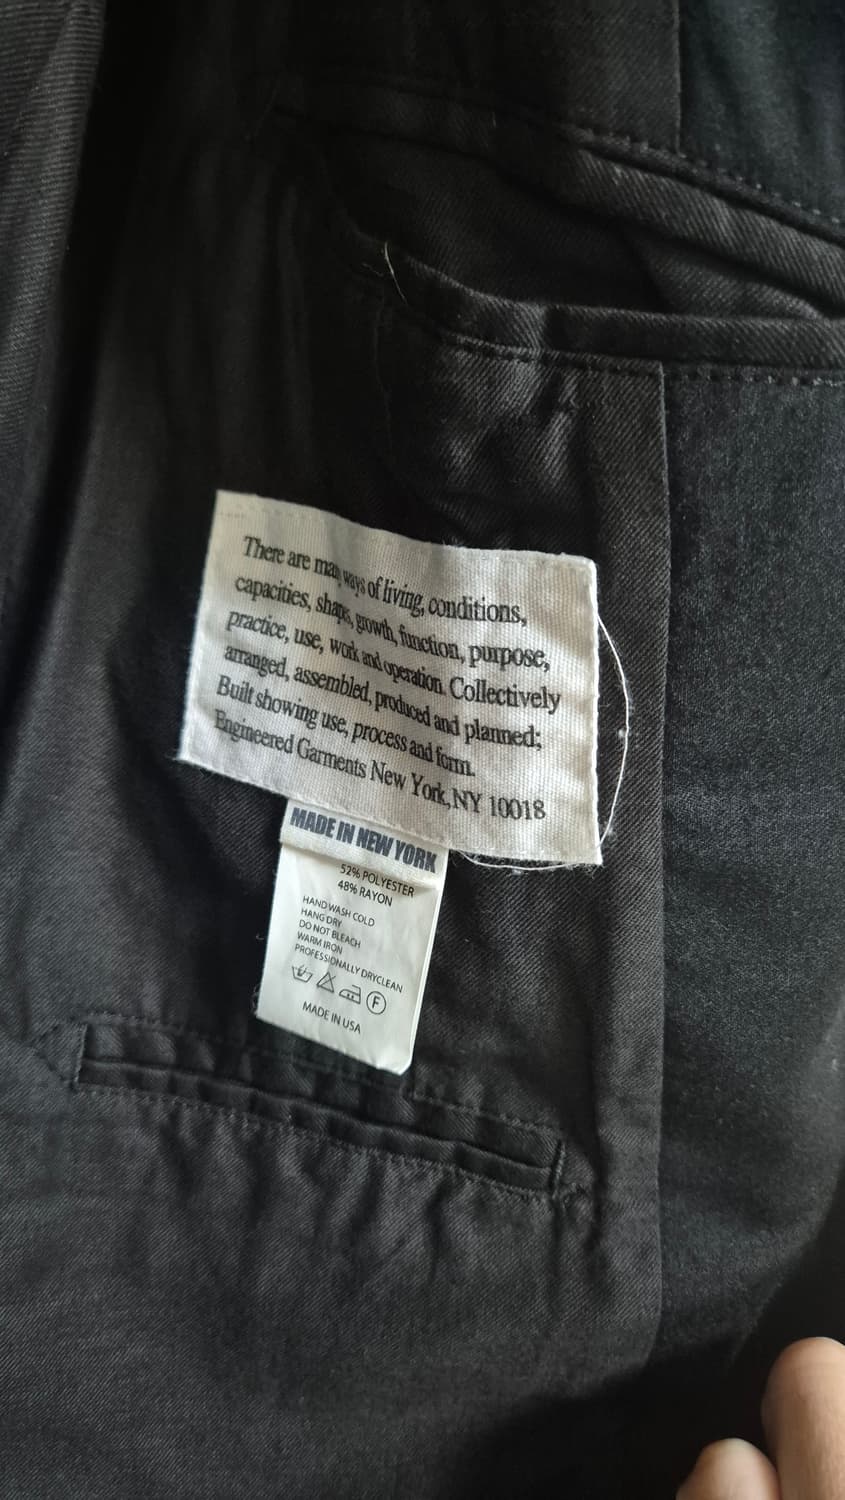 There are many ways of living, conditions,
capacities, shape, growth, function, purpose,
practice, use, work and operation. Collectively
arranged, assembled, produced and planned;
Built showing use, process and form.
Engineered Garments New York, NY 10018
MADE IN NEW YORK
52% POLYESTER
48% RAYON
HAND WASH COLD
HANG DRY
DO NOT BLEACH
WARM IRON
PROFESSIONALLY DRYCLEAN
F
MADE IN USA